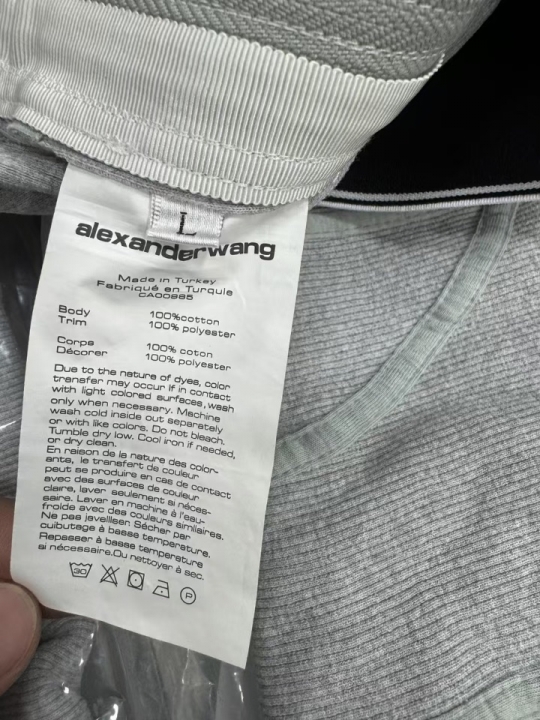 L
alexanderwang
Made in Turkey
Fabriqué en Turquie
CA00985
Body 100%cotton
Trim 100% polyester
Corps 100% coton
Décorer 100% polyester
Due to the nature of dyes, color
transfer may occur if in contact
with light colored surfaces, wash
only when necessary. Machine
wash cold inside out separately
or with like colors. Do not bleach.
Tumble dry low. Cool iron if needed,
or dry clean.
En raison de la nature des color-
ants, le transfert de couleur
peut se produire en cas de contact
avec des surfaces de couleur
claire, laver seulement si néces-
saire. Laver en machine à l'eau-
froide avec des couleurs similaires.
Ne pas javelliser. Sécher par
culbutage à basse température.
Repasser à basse température
si nécessaire.Ou nettoyer à sec.
30 P